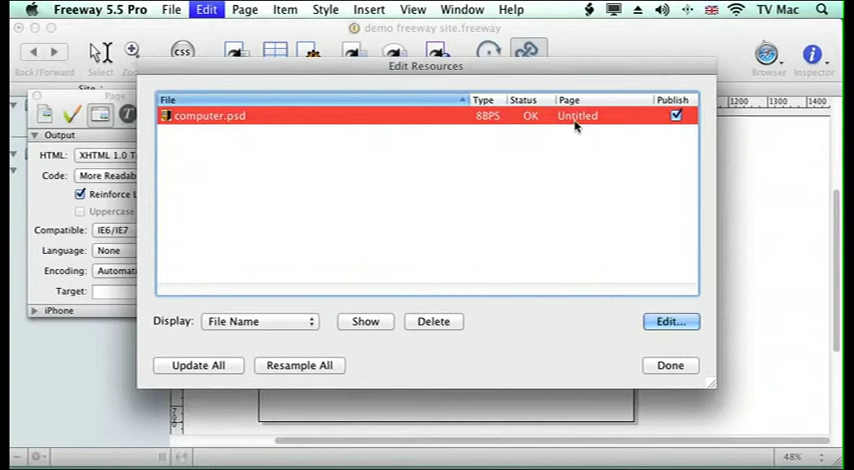 Freeway 5.5 Pro File Edit Page Item Style Insert View Window Help TV Mac
demo freeway site.freeway
CSS
Back/Forward Select Browser Inspector
Edit Resources
Page
File Type Status Page Publish
computer.psd 8BPS OK Untitled
1200 1300 1400
Output
HTML: XHTML 1.0
Code: More Readab
Reinforce
Uppercase
Compatible: IE6/IE7
Language: None
Encoding: Automati
Target:
iPhone
Display: File Name Show Delete Edit...
Update All Resample All Done
48%